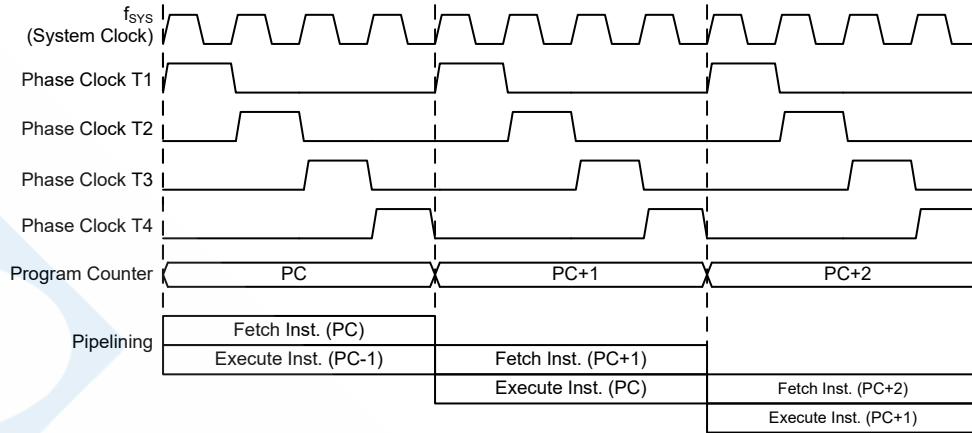 fSYS
(System Clock)
Phase Clock T1
Phase Clock T2
Phase Clock T3
Phase Clock T4
Program Counter PC PC+1 PC+2
Pipelining
Fetch Inst. (PC)
Execute Inst. (PC-1) Fetch Inst. (PC+1)
Execute Inst. (PC) Fetch Inst. (PC+2)
Execute Inst. (PC+1)